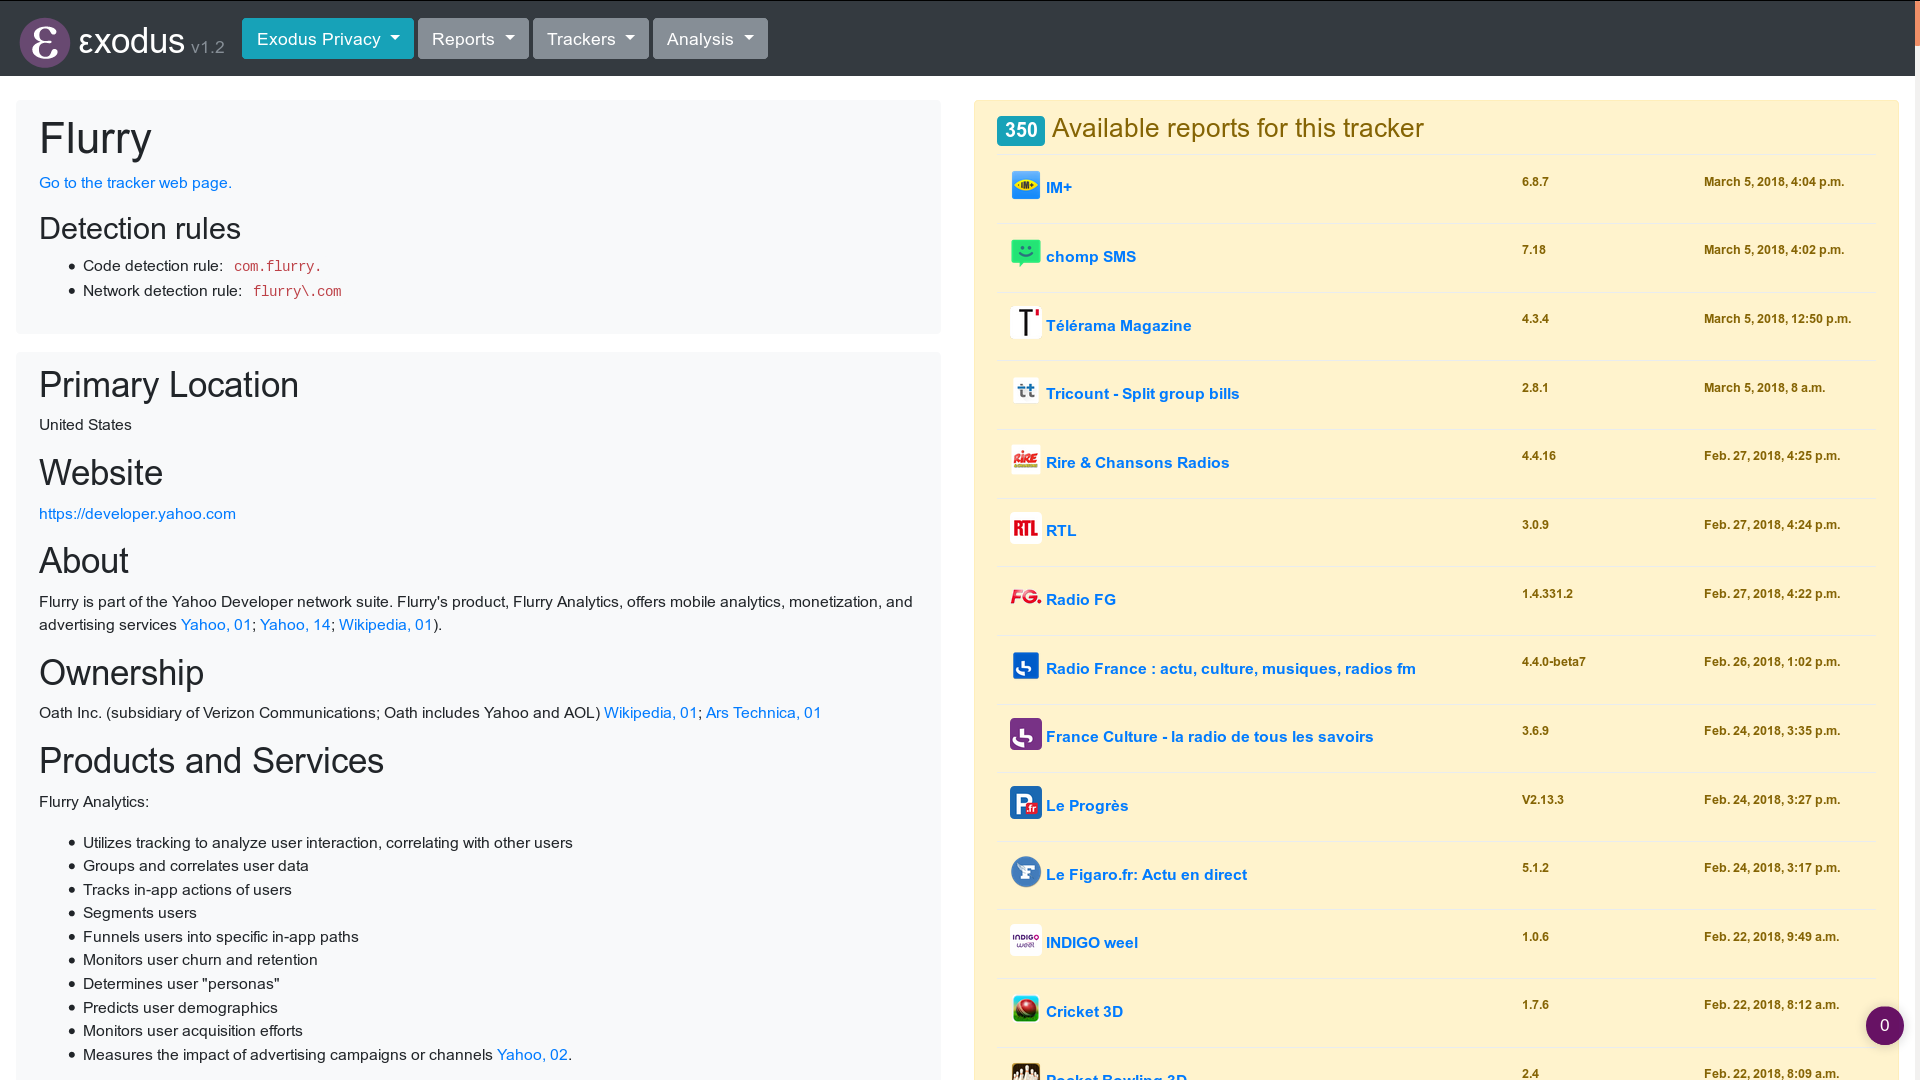 εxodus v1.2
Exodus Privacy
Reports
Trackers
Analysis
Flurry
Go to the tracker web page.
Detection rules
Code detection rule: com.flurry.
Network detection rule: flurry\.com
Primary Location
United States
Website
https://developer.yahoo.com
About
Flurry is part of the Yahoo Developer network suite. Flurry's product, Flurry Analytics, offers mobile analytics, monetization, and
advertising services Yahoo, 01; Yahoo, 14; Wikipedia, 01).
Ownership
Oath Inc. (subsidiary of Verizon Communications; Oath includes Yahoo and AOL) Wikipedia, 01; Ars Technica, 01
Products and Services
Flurry Analytics:
Utilizes tracking to analyze user interaction, correlating with other users
Groups and correlates user data
Tracks in-app actions of users
Segments users
Funnels users into specific in-app paths
Monitors user churn and retention
Determines user "personas"
Predicts user demographics
Monitors user acquisition efforts
Measures the impact of advertising campaigns or channels Yahoo, 02.
350 Available reports for this tracker
IM+ 6.8.7 March 5, 2018, 4:04 p.m.
chomp SMS 7.18 March 5, 2018, 4:02 p.m.
Télérama Magazine 4.3.4 March 5, 2018, 12:50 p.m.
Tricount - Split group bills 2.8.1 March 5, 2018, 8 a.m.
Rire & Chansons Radios 4.4.16 Feb. 27, 2018, 4:25 p.m.
RTL RTL 3.0.9 Feb. 27, 2018, 4:24 p.m.
FG. Radio FG 1.4.331.2 Feb. 27, 2018, 4:22 p.m.
Radio France : actu, culture, musiques, radios fm 4.4.0-beta7 Feb. 26, 2018, 1:02 p.m.
France Culture - la radio de tous les savoirs 3.6.9 Feb. 24, 2018, 3:35 p.m.
P .fr Le Progrès V2.13.3 Feb. 24, 2018, 3:27 p.m.
F Le Figaro.fr: Actu en direct 5.1.2 Feb. 24, 2018, 3:17 p.m.
INDIGO weel INDIGO weel 1.0.6 Feb. 22, 2018, 9:49 a.m.
Cricket 3D 1.7.6 Feb. 22, 2018, 8:12 a.m.
Pocket Bowling 3D 2.4 Feb. 22, 2018, 8:09 a.m.
0